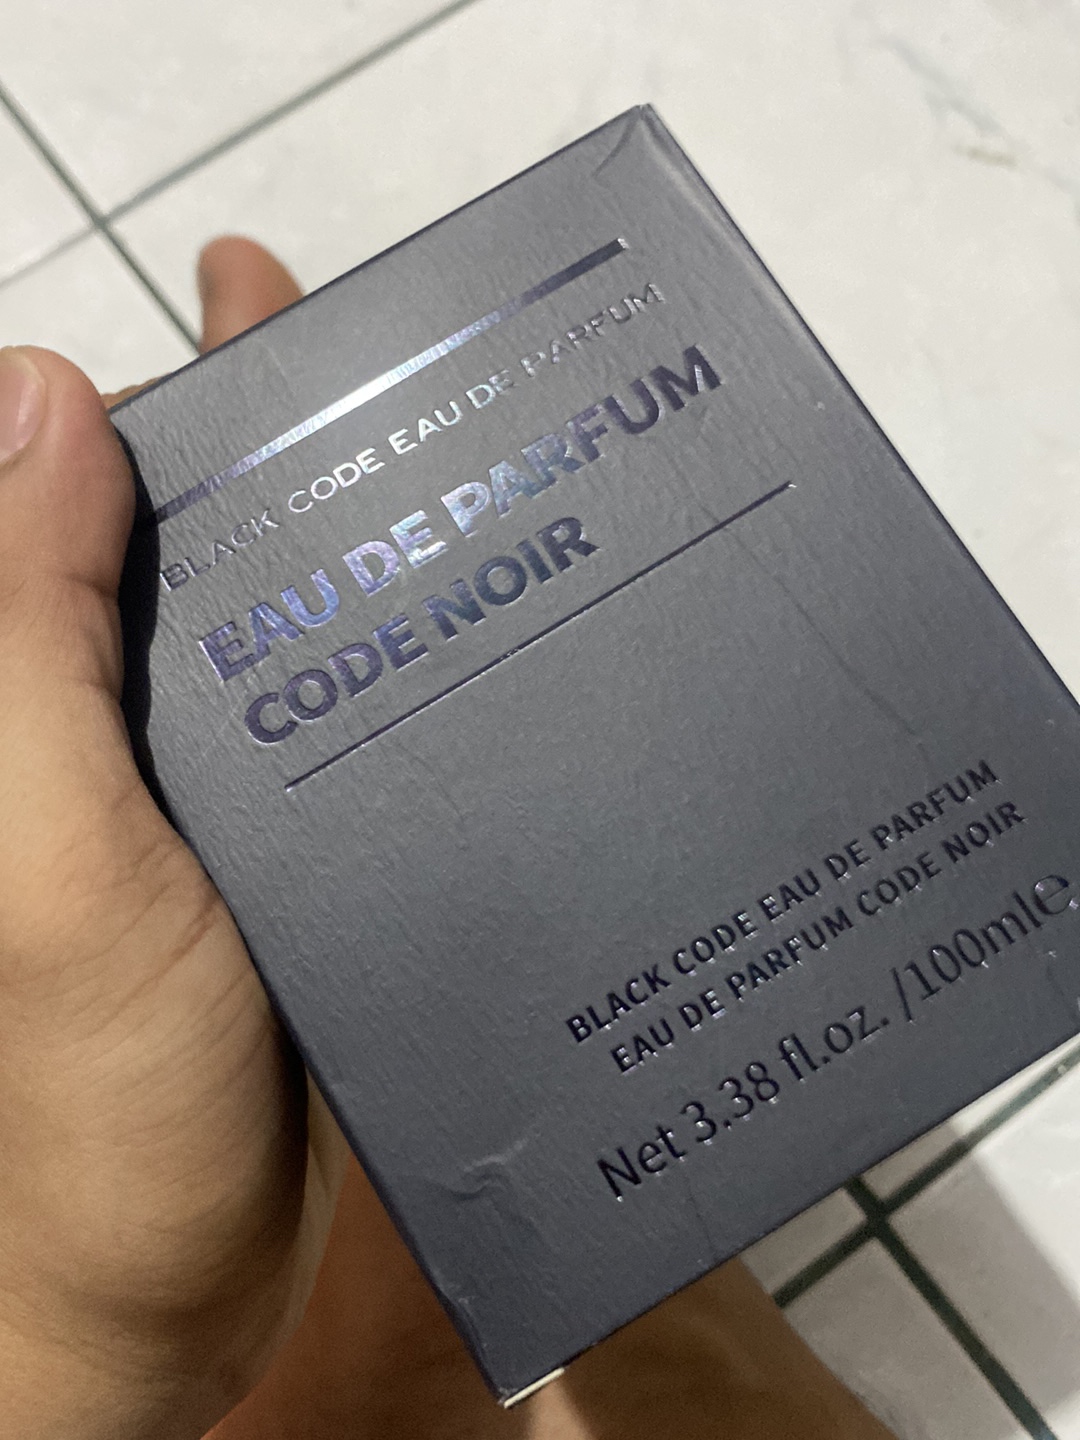 BLACK CODE EAU DE PARFUM
EAU DE PARFUM
CODE NOIR
BLACK CODE EAU DE PARFUM
EAU DE PARFUM CODE NOIR
Net 3.38 fl.oz. /100ml℮